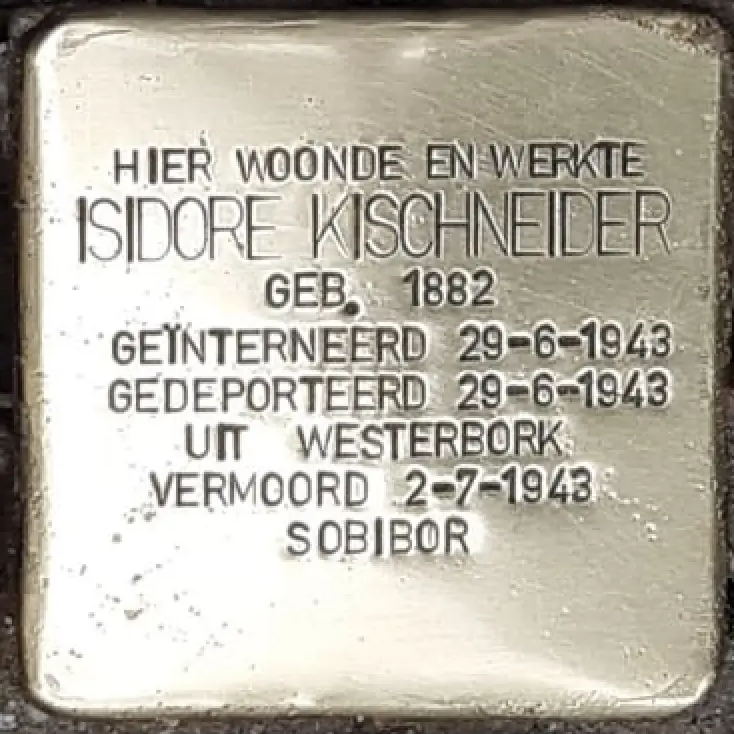 HIER WOONDE EN WERKTE
ISIDORE KISCHNEIDER
GEB. 1882
GEÏNTERNEERD 29-6-1943
GEDEPORTEERD 29-6-1943
UIT WESTERBORK
VERMOORD 2-7-1943
SOBIBOR